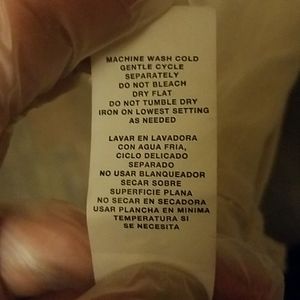 MACHINE WASH COLD
GENTLE CYCLE
SEPARATELY
DO NOT BLEACH
DRY FLAT
DO NOT TUMBLE DRY
IRON ON LOWEST SETTING
AS NEEDED
LAVAR EN LAVADORA
CON AGUA FRIA,
CICLO DELICADO
SEPARADO
NO USAR BLANQUEADOR
SECAR SOBRE
SUPERFICIE PLANA
NO SECAR EN SECADORA
USAR PLANCHA EN MINIMA
TEMPERATURA SI
SE NECESITA